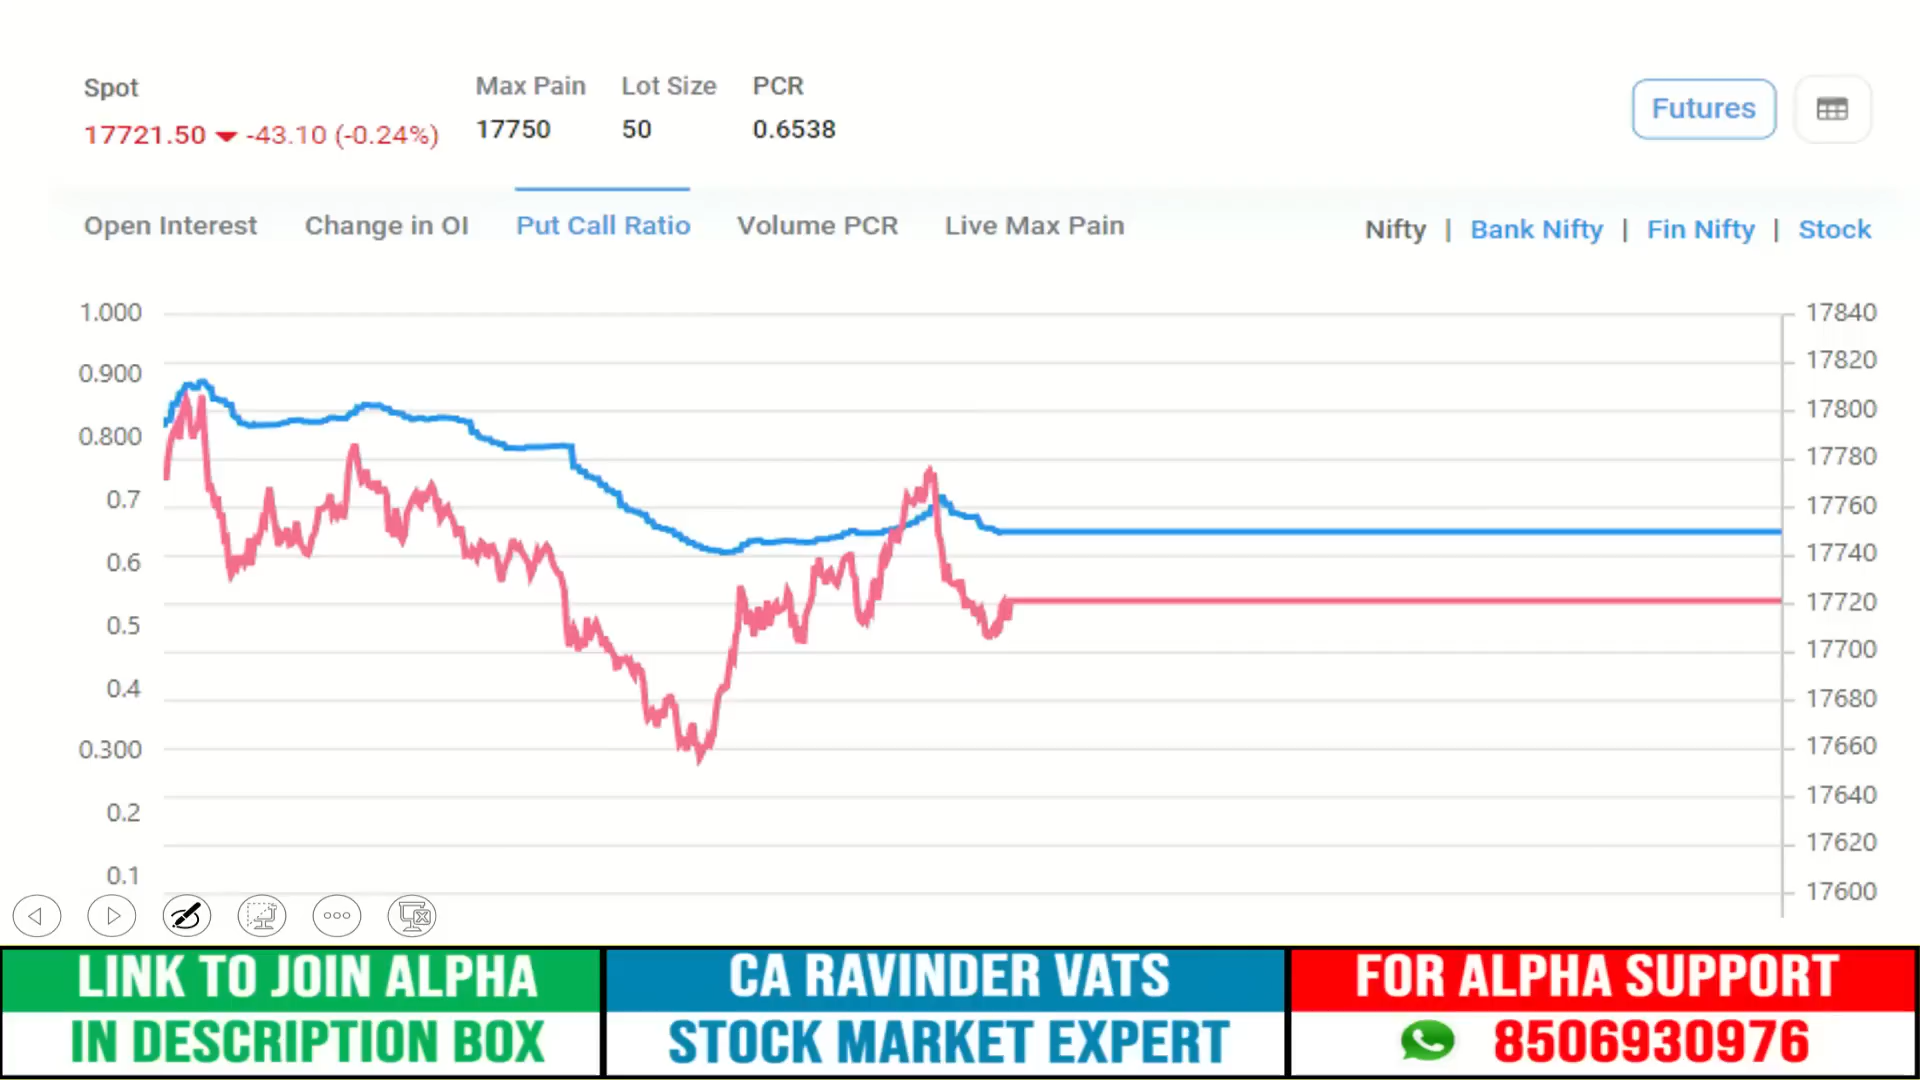 Spot
Max Pain
Lot Size
PCR
17721.50 -43.10 (-0.24%)
17750
50
0.6538
Futures
Open Interest
Change in OI
Put Call Ratio
Volume PCR
Live Max Pain
Nifty | Bank Nifty | Fin Nifty | Stock
1.000
0.900
0.800
0.7
0.6
0.5
0.4
0.300
0.2
0.1
17840
17820
17800
17780
17760
17740
17720
17700
17680
17660
17640
17620
17600
LINK TO JOIN ALPHA
IN DESCRIPTION BOX
CA RAVINDER VATS
STOCK MARKET EXPERT
FOR ALPHA SUPPORT
8506930976